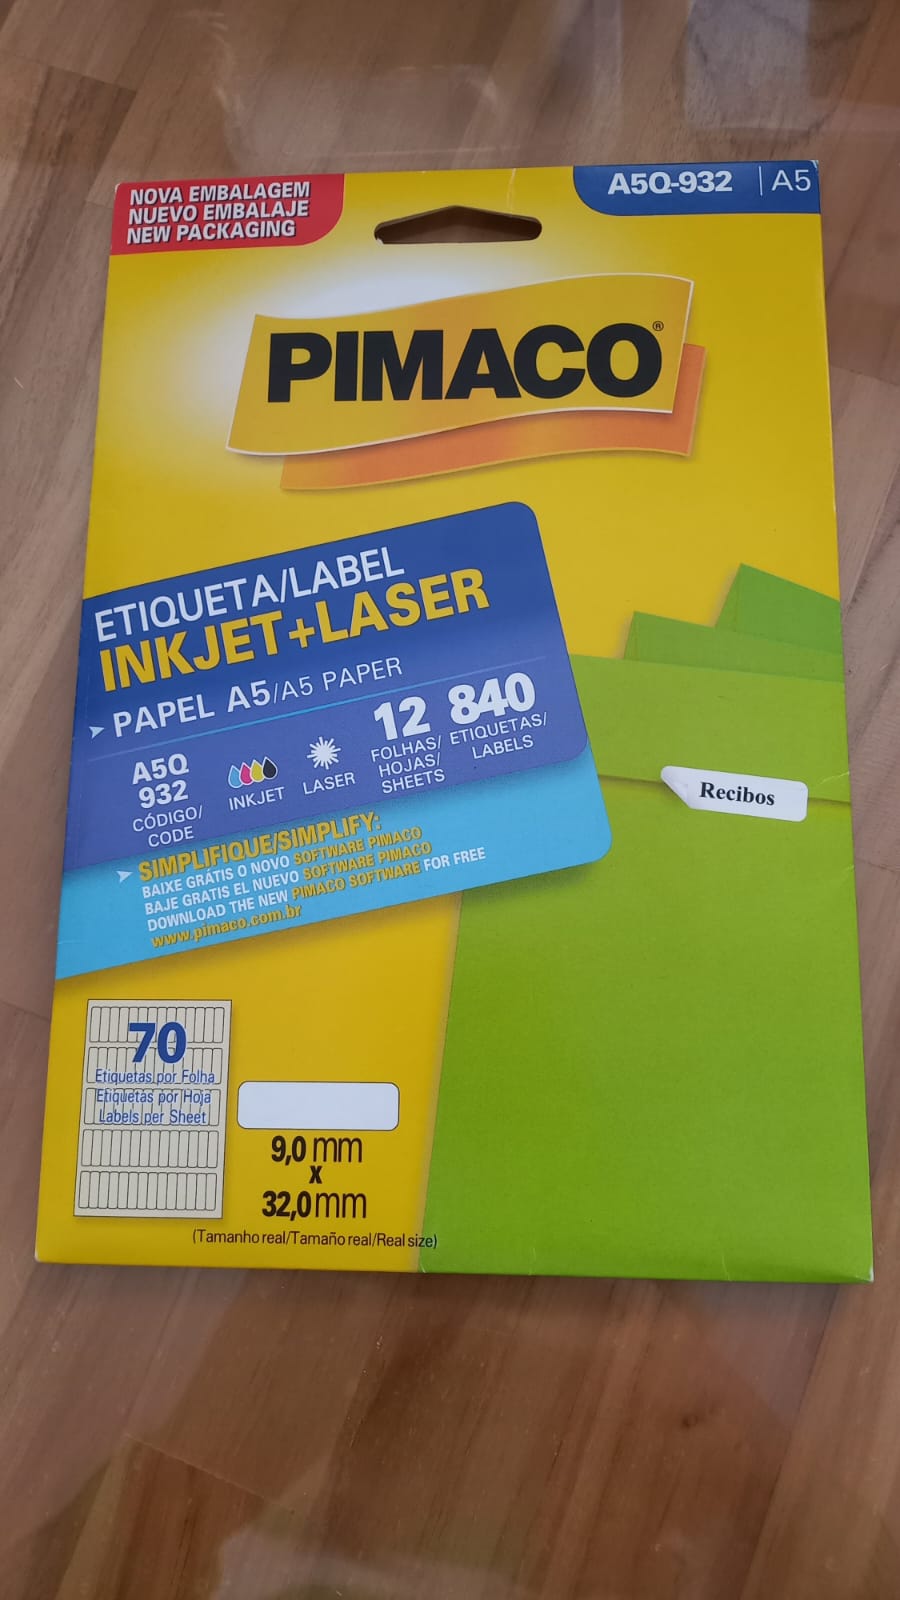 NOVA EMBALAGEM
NUEVO EMBALAJE
NEW PACKAGING
A5Q-932 | A5
PIMACO®
ETIQUETA/LABEL
INKJET+LASER
PAPEL A5/A5 PAPER
A5Q
932
CÓDIGO/
CODE
INKJET
LASER
12
FOLHAS/
HOJAS/
SHEETS
840
ETIQUETAS/
LABELS
SIMPLIFIQUE/SIMPLIFY:
BAIXE GRÁTIS O NOVO SOFTWARE PIMACO
BAJE GRATIS EL NUEVO SOFTWARE PIMACO
DOWNLOAD THE NEW PIMACO SOFTWARE FOR FREE
www.pimaco.com.br
Recibos
70
Etiquetas por Folha
Etiquetas por Hoja
Labels per Sheet
9,0 mm
x
32,0 mm
(Tamanho real/Tamaño real/Real size)